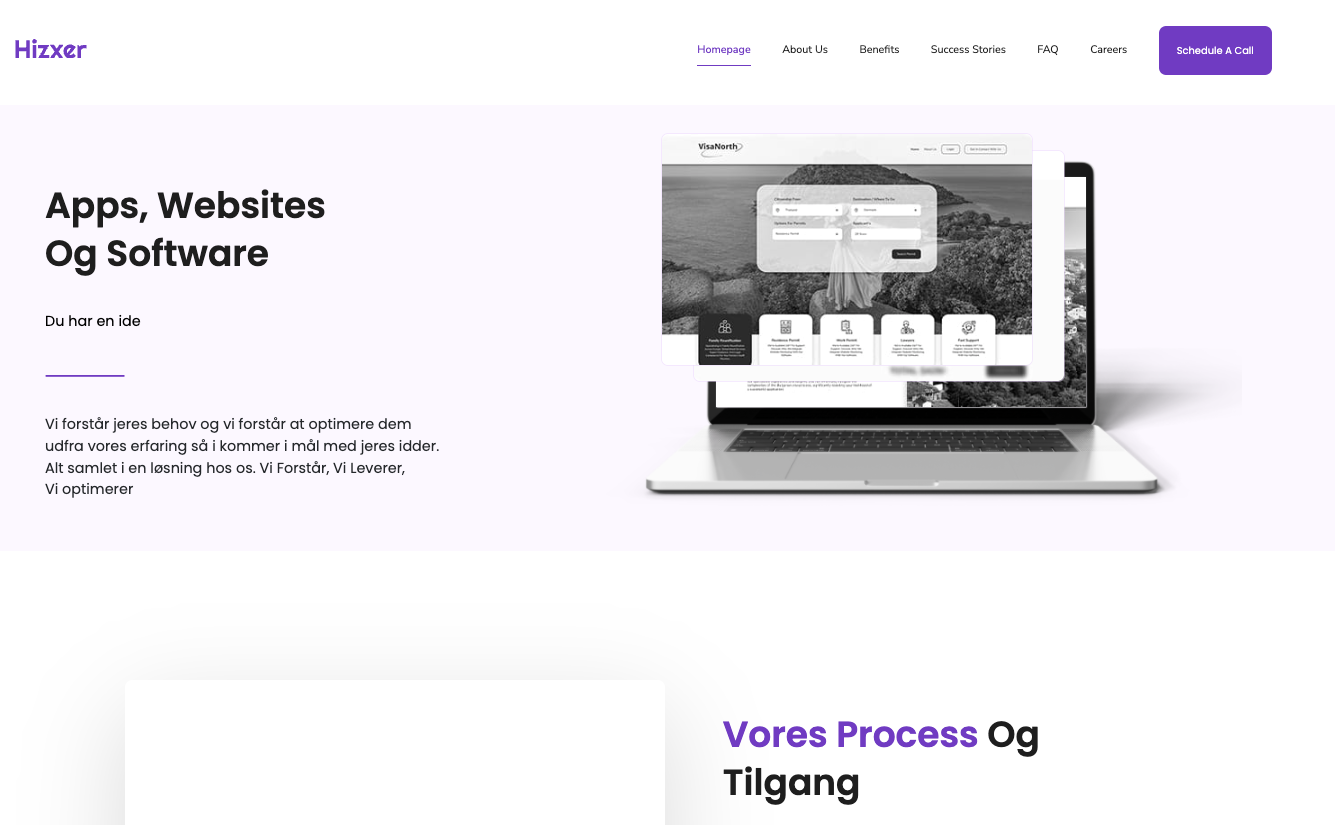 Hizxer
Homepage
About Us
Benefits
Success Stories
FAQ
Careers
Schedule A Call
VisaNorth
Apps, Websites
Og Software
Du har en ide
Vi forstår jeres behov og vi forstår at optimere dem
udfra vores erfaring så i kommer i mål med jeres idder.
Alt samlet i en løsning hos os. Vi Forstår, Vi Leverer,
Vi optimerer
Family Reunification
Residence Permit
Work Permit
Lawyers
Fast Support
Vores Process Og
Tilgang